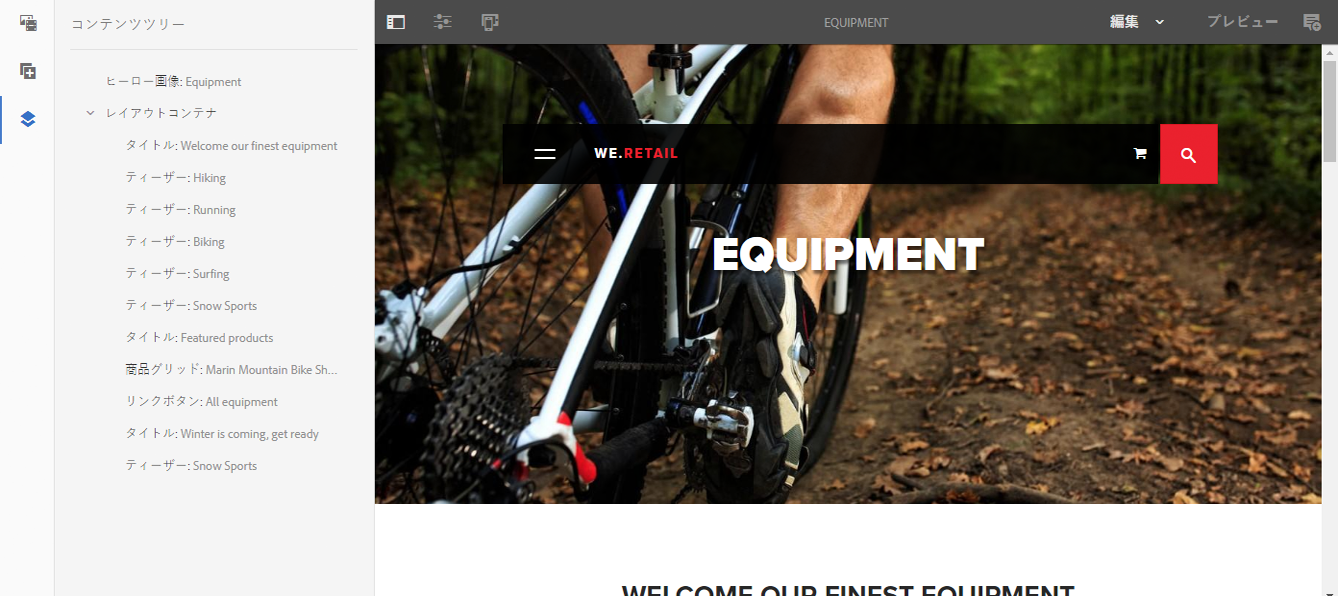 コンテンツツリー
EQUIPMENT
編集
プレビュー
ヒーロー画像: Equipment
レイアウトコンテナ
タイトル: Welcome our finest equipment
ティーザー: Hiking
ティーザー: Running
ティーザー: Biking
ティーザー: Surfing
ティーザー: Snow Sports
タイトル: Featured products
商品グリッド: Marin Mountain Bike Sh...
リンクボタン: All equipment
タイトル: Winter is coming, get ready
ティーザー: Snow Sports
WE.RETAIL
EQUIPMENT
WELCOME OUR FINEST EQUIPMENT